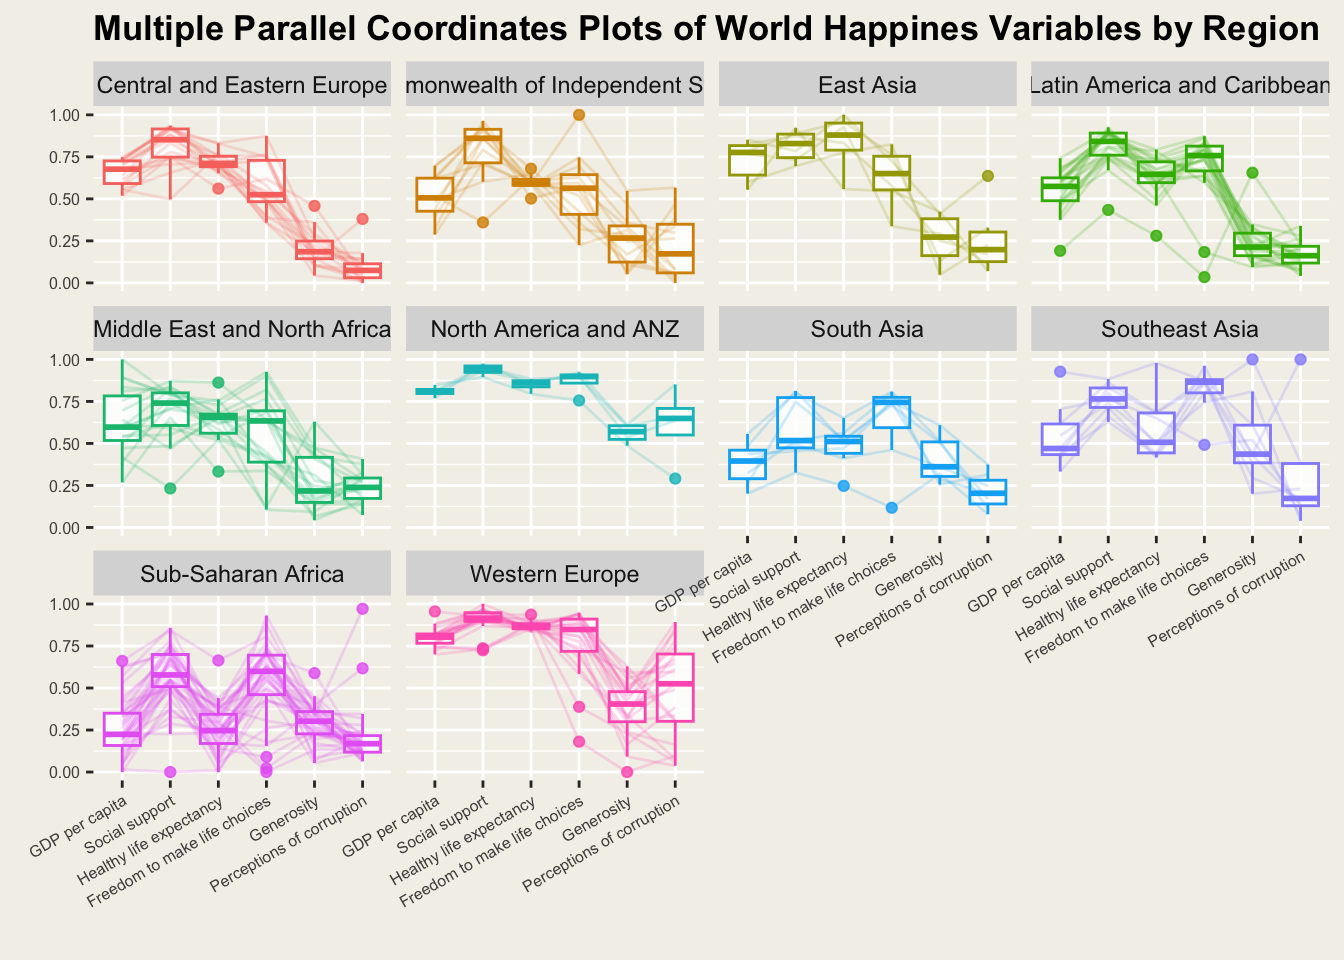 Multiple Parallel Coordinates Plots of World Happines Variables by Region
Central and Eastern Europe
monwealth of Independent S
East Asia
Latin America and Caribbean
1.00
0.75
0.50
0.25
0.00
Middle East and North Africa
North America and ANZ
South Asia
Southeast Asia
1.00
0.75
0.50
0.25
0.00
GDP per capita
Social support
Healthy life expectancy
Freedom to make life choices
Generosity
Perceptions of corruption
GDP per capita
Social support
Healthy life expectancy
Freedom to make life choices
Generosity
Perceptions of corruption
Sub-Saharan Africa
Western Europe
1.00
0.75
0.50
0.25
0.00
GDP per capita
Social support
Healthy life expectancy
Freedom to make life choices
Generosity
Perceptions of corruption
GDP per capita
Social support
Healthy life expectancy
Freedom to make life choices
Generosity
Perceptions of corruption